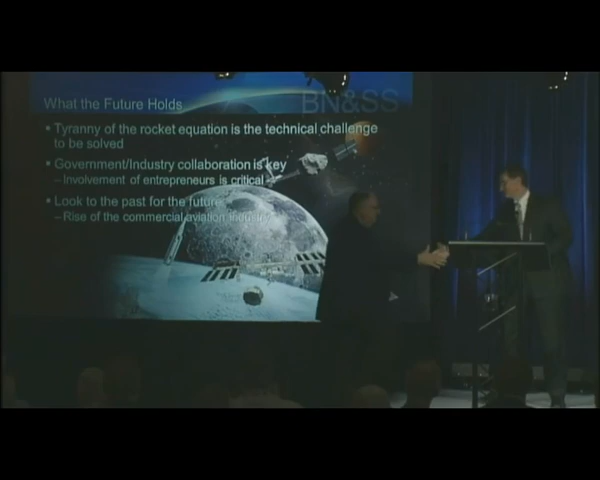 What the Future Holds
BN&SS
▪ Tyranny of the rocket equation is the technical challenge
to be solved
▪ Government/Industry collaboration is key
– Involvement of entrepreneurs is critical
▪ Look to the past for the future
– Rise of the commercial aviation industry